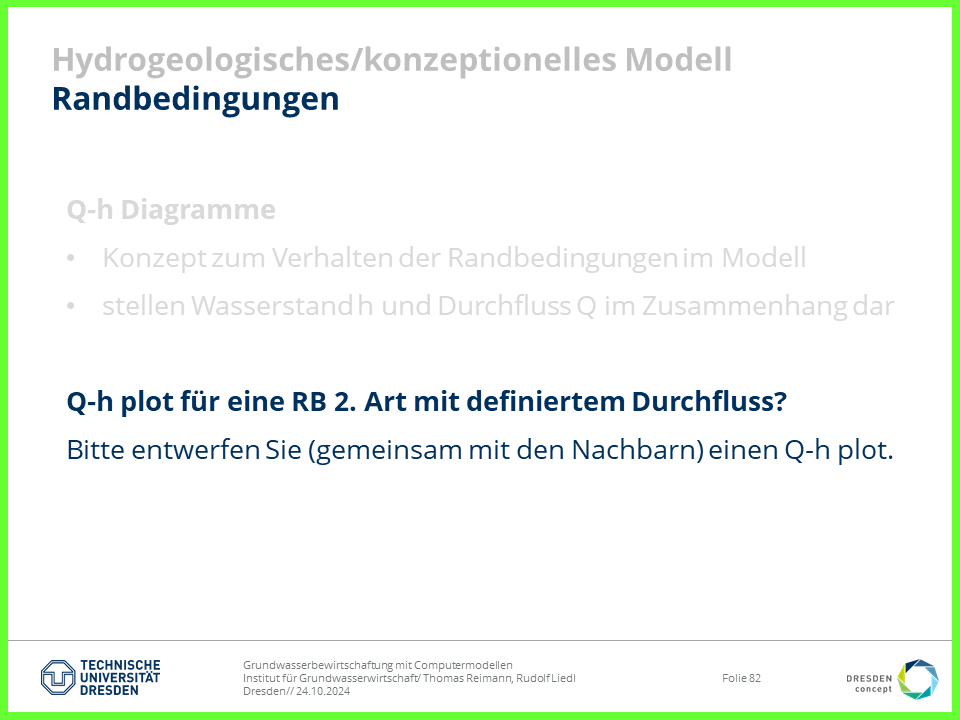 Hydrogeologisches/konzeptionelles Modell
Randbedingungen
Q-h Diagramme
• Konzept zum Verhalten der Randbedingungen im Modell
• stellen Wasserstand h und Durchfluss Q im Zusammenhang dar
Q-h plot für eine RB 2. Art mit definiertem Durchfluss?
Bitte entwerfen Sie (gemeinsam mit den Nachbarn) einen Q-h plot.
TECHNISCHE
UNIVERSITÄT
DRESDEN
Grundwasserbewirtschaftung mit Computermodellen
Institut für Grundwasserwirtschaft/ Thomas Reimann, Rudolf Liedl
Dresden// 24.10.2024
Folie 82
DRESDEN
concept